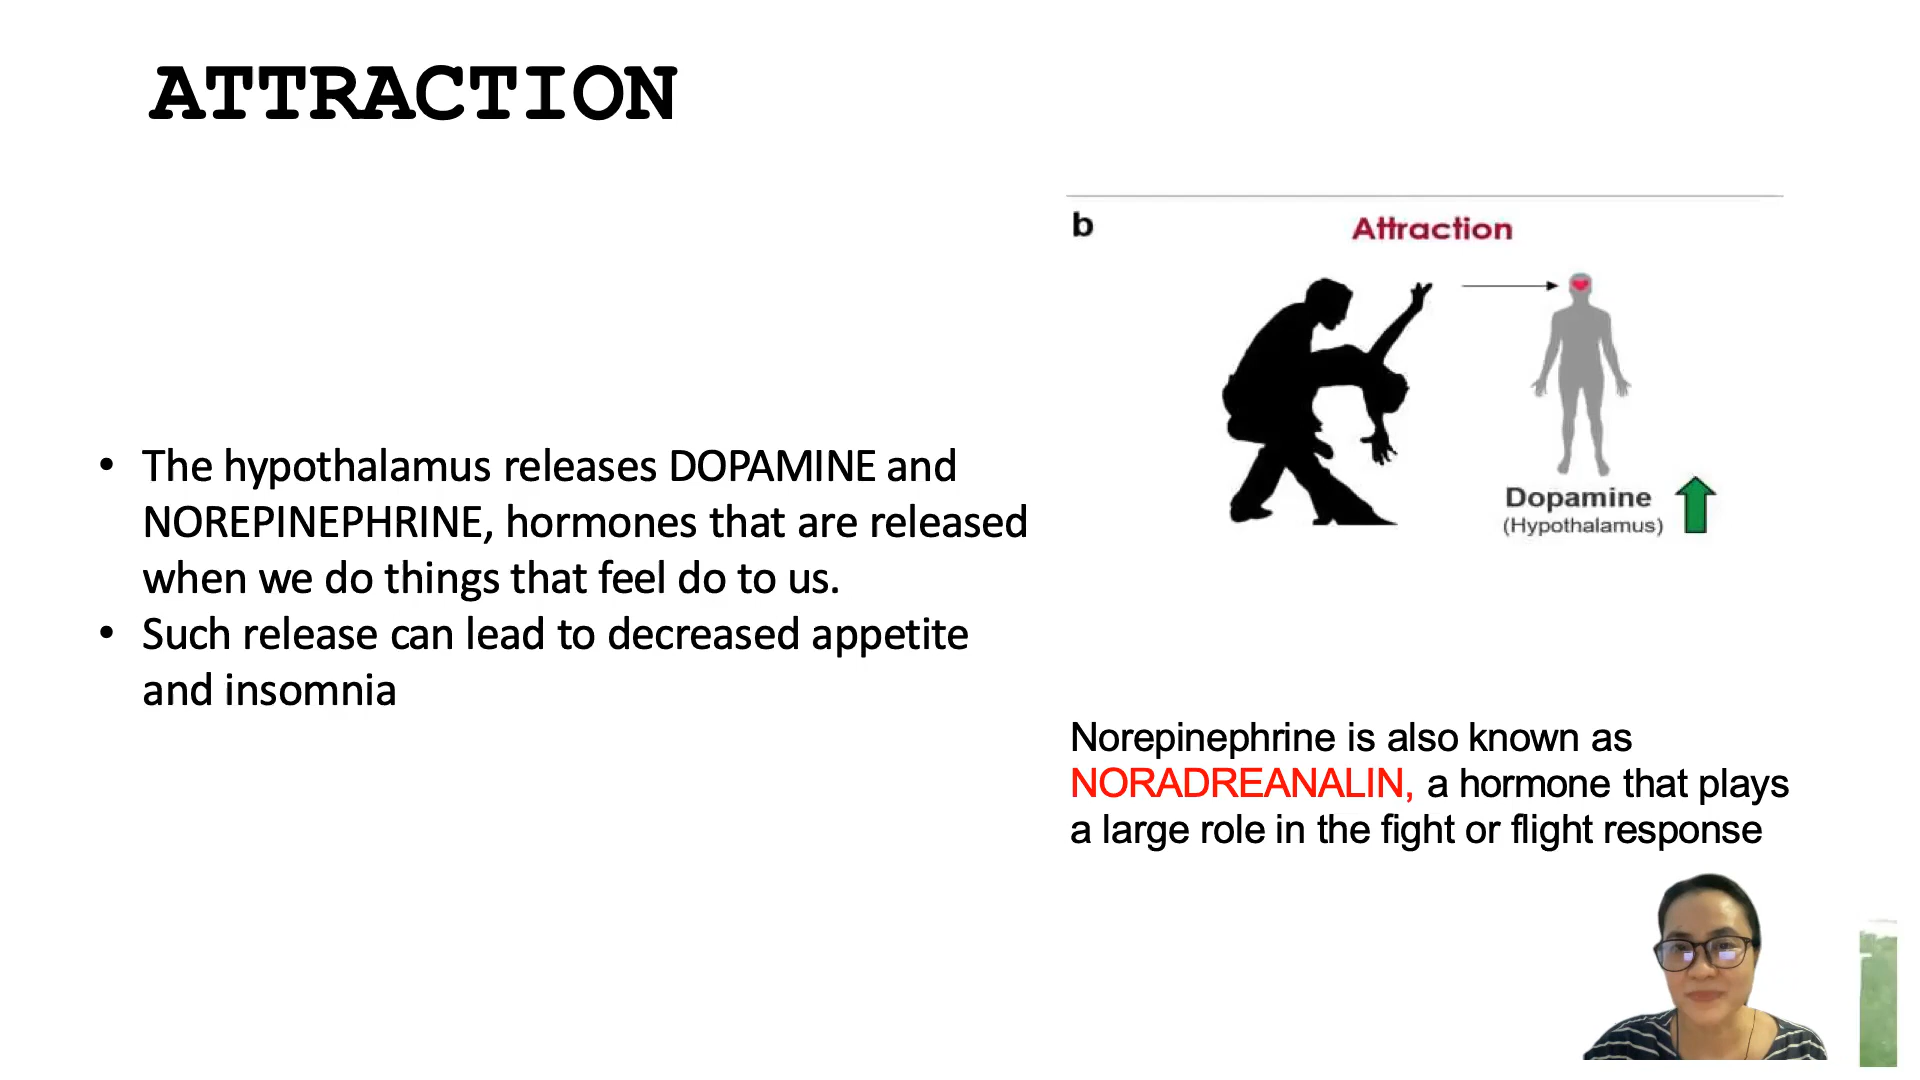 ATTRACTION
• The hypothalamus releases DOPAMINE and
NOREPINEPHRINE, hormones that are released
when we do things that feel do to us.
• Such release can lead to decreased appetite
and insomnia
b
Attraction
Dopamine
(Hypothalamus)
Norepinephrine is also known as
NORADREANALIN, a hormone that plays
a large role in the fight or flight response